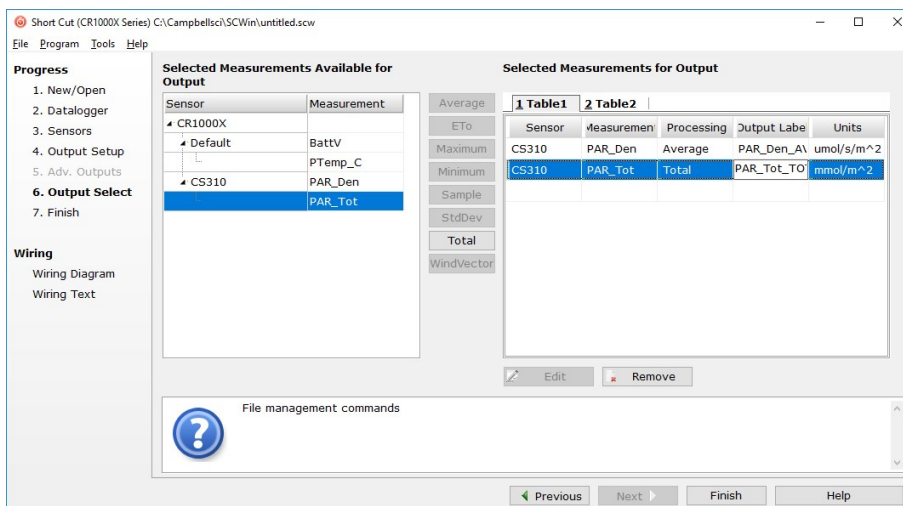 Short Cut (CR1000X Series) C:\Campbellsci\SCWin\untitled.scw
File Program Tools Help
Progress
1. New/Open
2. Datalogger
3. Sensors
4. Output Setup
5. Adv. Outputs
6. Output Select
7. Finish
Wiring
Wiring Diagram
Wiring Text
Selected Measurements Available for
Output
Sensor Measurement
CR1000X
Default BattV
PTemp_C
CS310 PAR_Den
PAR_Tot
Average
ETo
Maximum
Minimum
Sample
StdDev
Total
WindVector
Selected Measurements for Output
1 Table1 2 Table2
Sensor Measurement Processing Output Labe Units
CS310 PAR_Den Average PAR_Den_AV umol/s/m^2
CS310 PAR_Tot Total PAR_Tot_TO mmol/m^2
Edit Remove
File management commands
Previous Next Finish Help